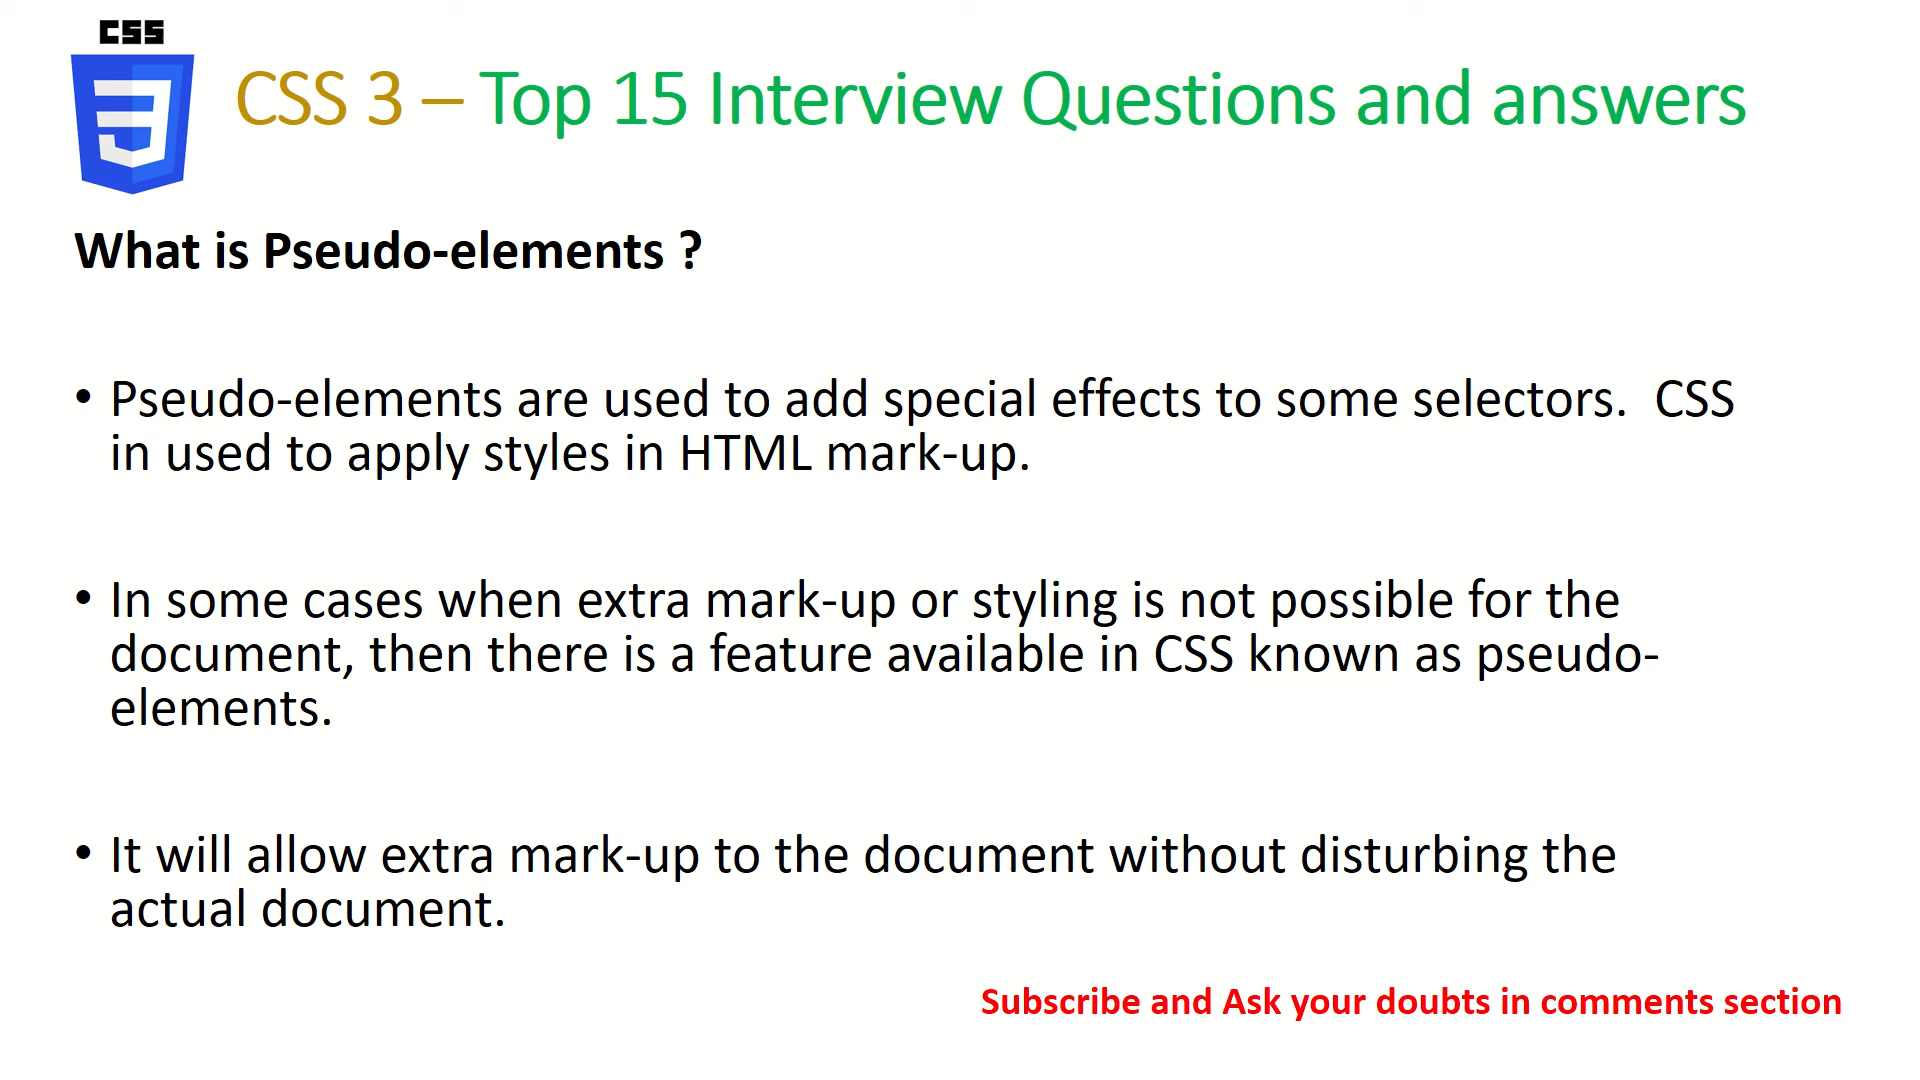 CSS
CSS 3 – Top 15 Interview Questions and answers
What is Pseudo-elements ?
• Pseudo-elements are used to add special effects to some selectors.  CSS
in used to apply styles in HTML mark-up.
• In some cases when extra mark-up or styling is not possible for the
document, then there is a feature available in CSS known as pseudo-
elements.
• It will allow extra mark-up to the document without disturbing the
actual document.
Subscribe and Ask your doubts in comments section